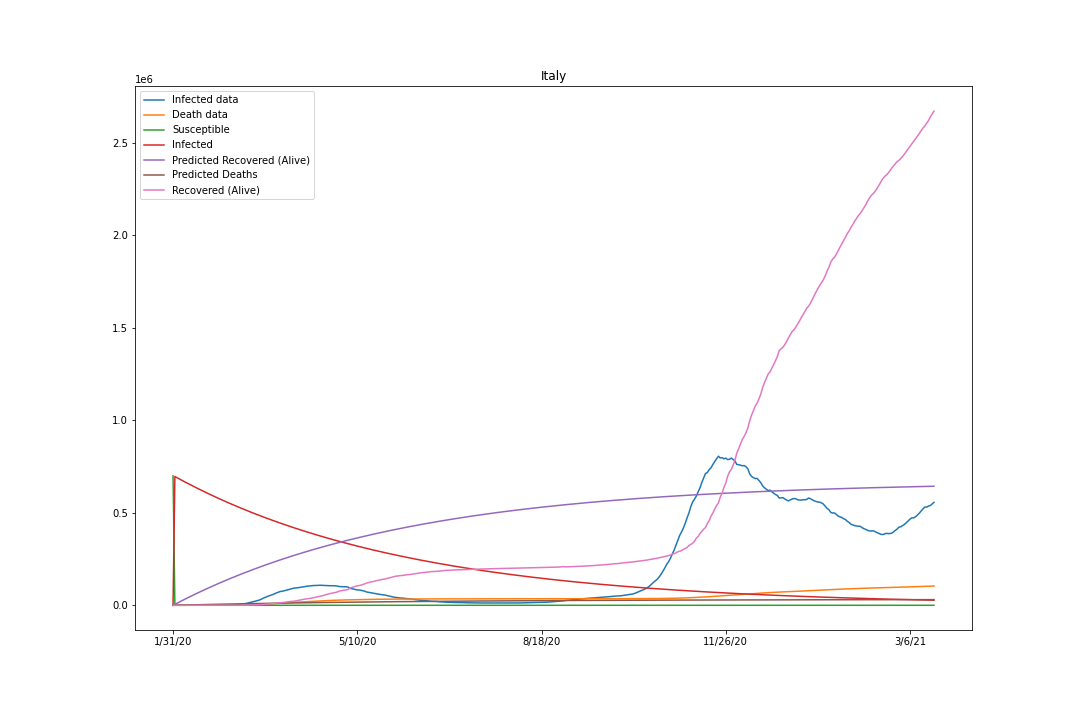 Italy
1e6
Infected data
Death data
Susceptible
Infected
Predicted Recovered (Alive)
Predicted Deaths
Recovered (Alive)
2.5
2.0
1.5
1.0
0.5
0.0
1/31/20 5/10/20 8/18/20 11/26/20 3/6/21